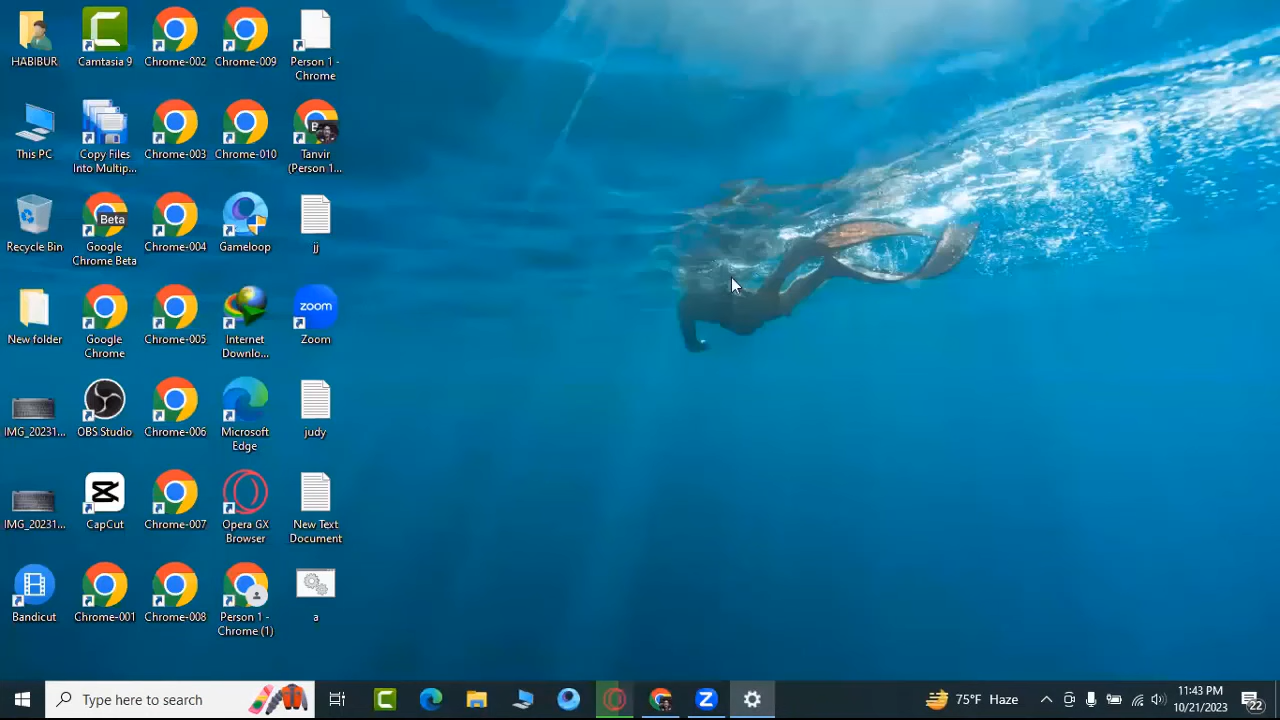 HABIBUR
Camtasia 9
Chrome-002
Chrome-009
Person 1 -
Chrome
This PC
Copy Files
Into Multip...
Chrome-003
Chrome-010
Tanvir
(Person 1...
Recycle Bin
Beta
Google
Chrome Beta
Chrome-004
Gameloop
jj
New folder
Google
Chrome
Chrome-005
Internet
Downlo...
zoom
Zoom
IMG_20231...
OBS Studio
Chrome-006
Microsoft
Edge
judy
IMG_20231...
CapCut
Chrome-007
Opera GX
Browser
New Text
Document
Bandicut
Chrome-001
Chrome-008
Person 1 -
Chrome (1)
a
Type here to search
75°F Haze
11:43 PM
10/21/2023
22